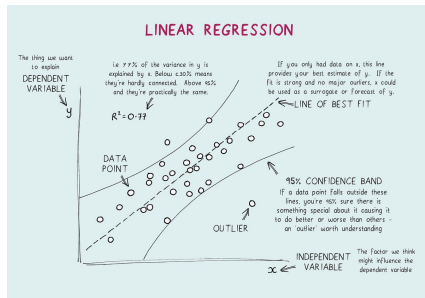 LINEAR REGRESSION
The thing we want
to explain
DEPENDENT
VARIABLE
y
i.e 77% of the variance in y is
explained by x. Below c.30% means
they're hardly connected. Above 95%
and they're practically the same.
R²=0.77
If you only had data on x, this line
provides your best estimate of y. If the
fit is strong and no major outliers, x could
be used as a surrogate or forecast of y.
LINE OF BEST FIT
DATA
POINT
95% CONFIDENCE BAND
If a data point falls outside these
lines, you're 95% sure there is
something special about it causing it
to do better or worse than others -
an 'outlier' worth understanding
OUTLIER
x
INDEPENDENT
VARIABLE
The factor we think
might influence the
dependent variable